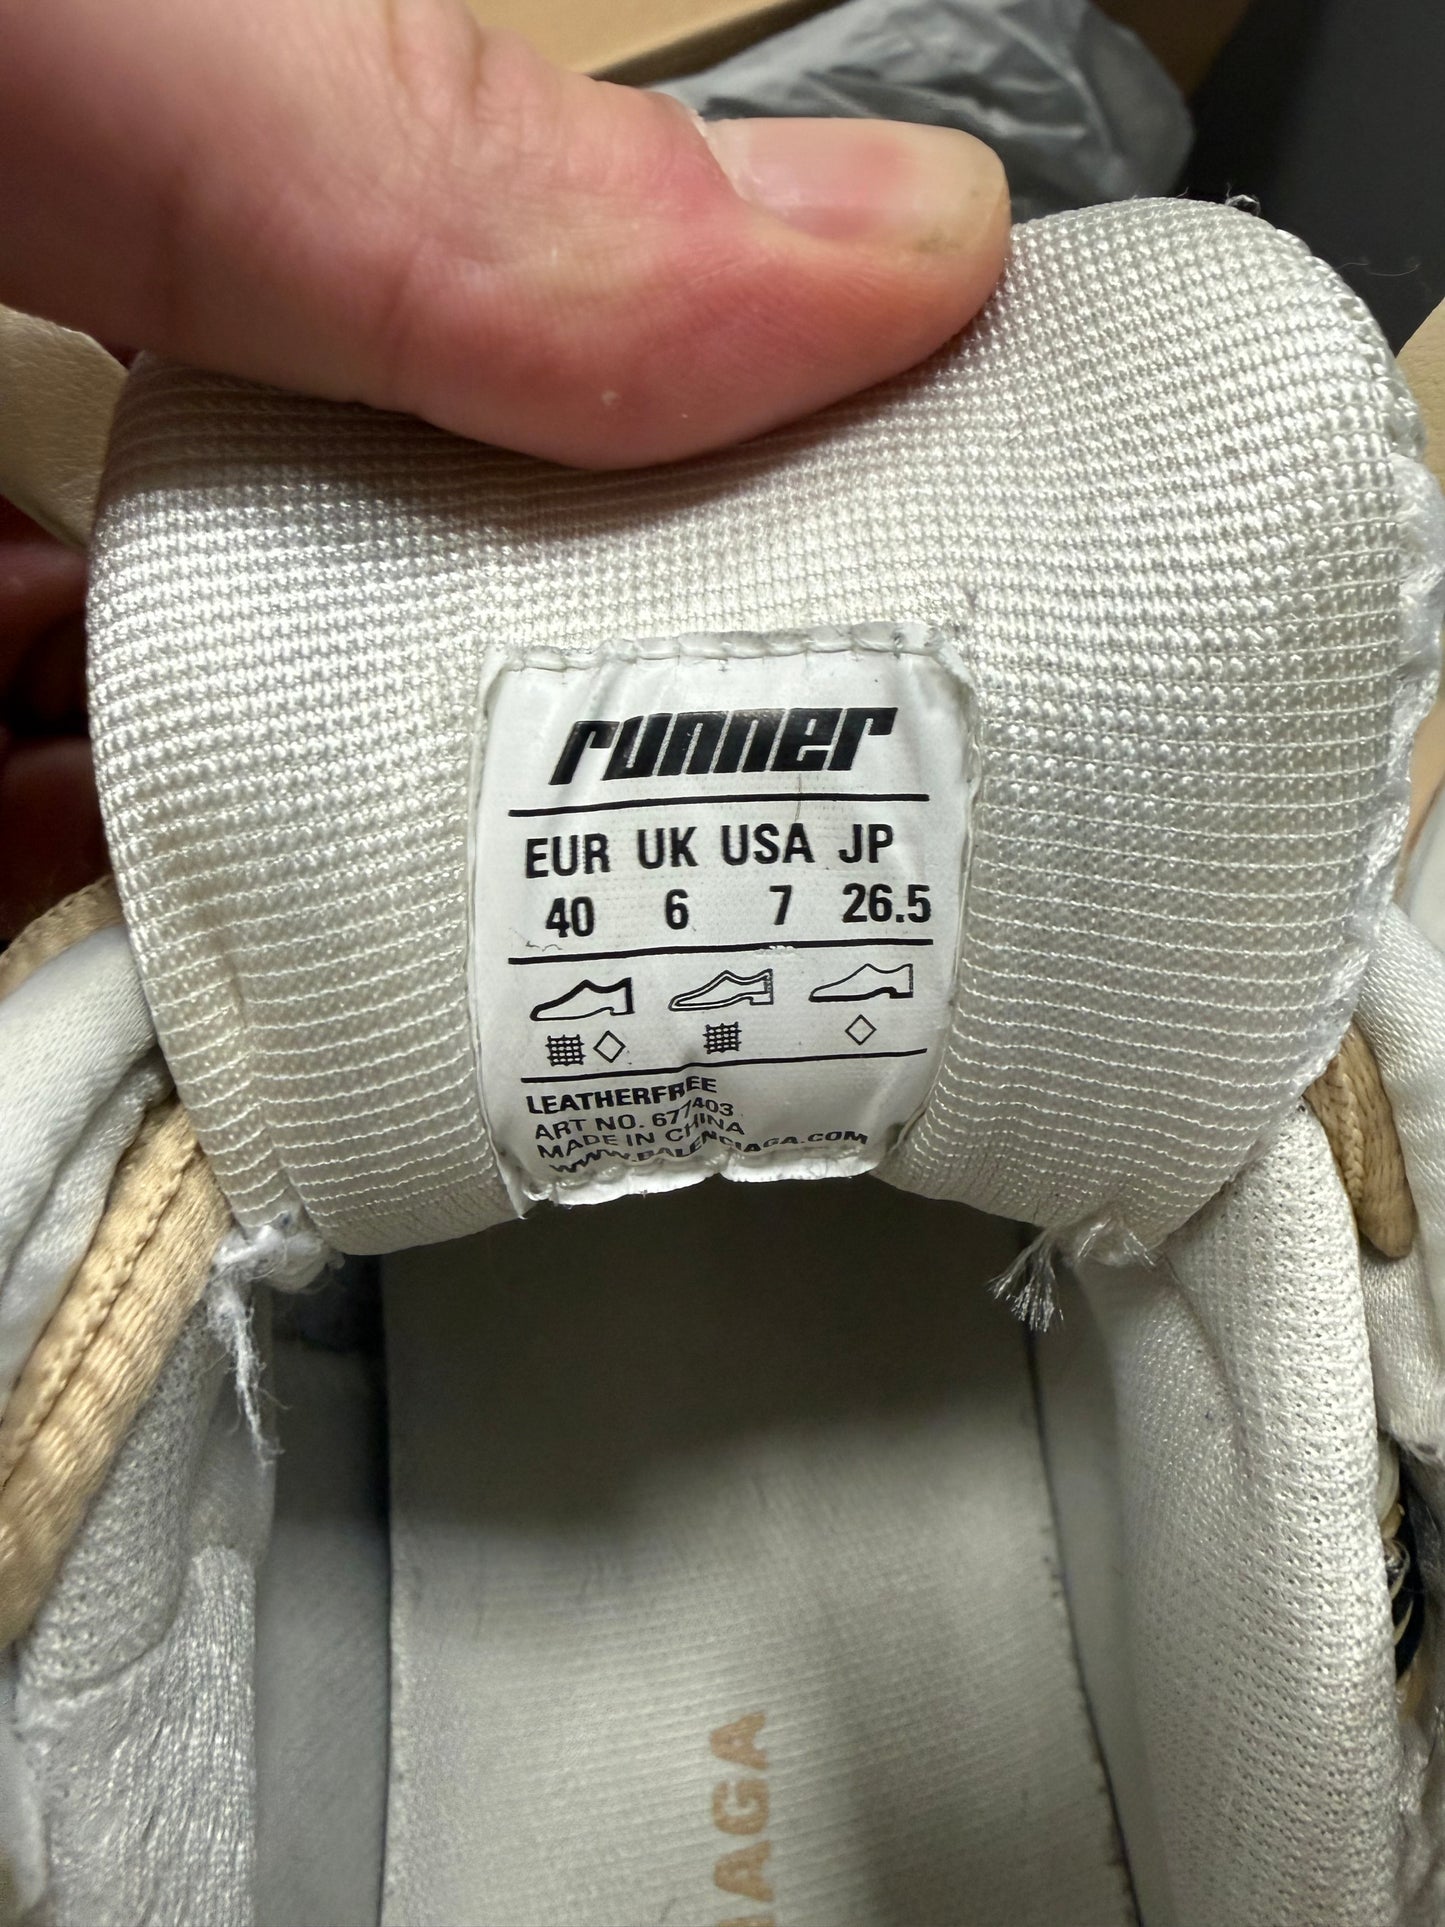 runner
EUR UK USA JP
40 6 7 26.5
LEATHERFREE
ART NO. 677403
MADE IN CHINA
WWW.BALENCIAGA.COM
IAGA